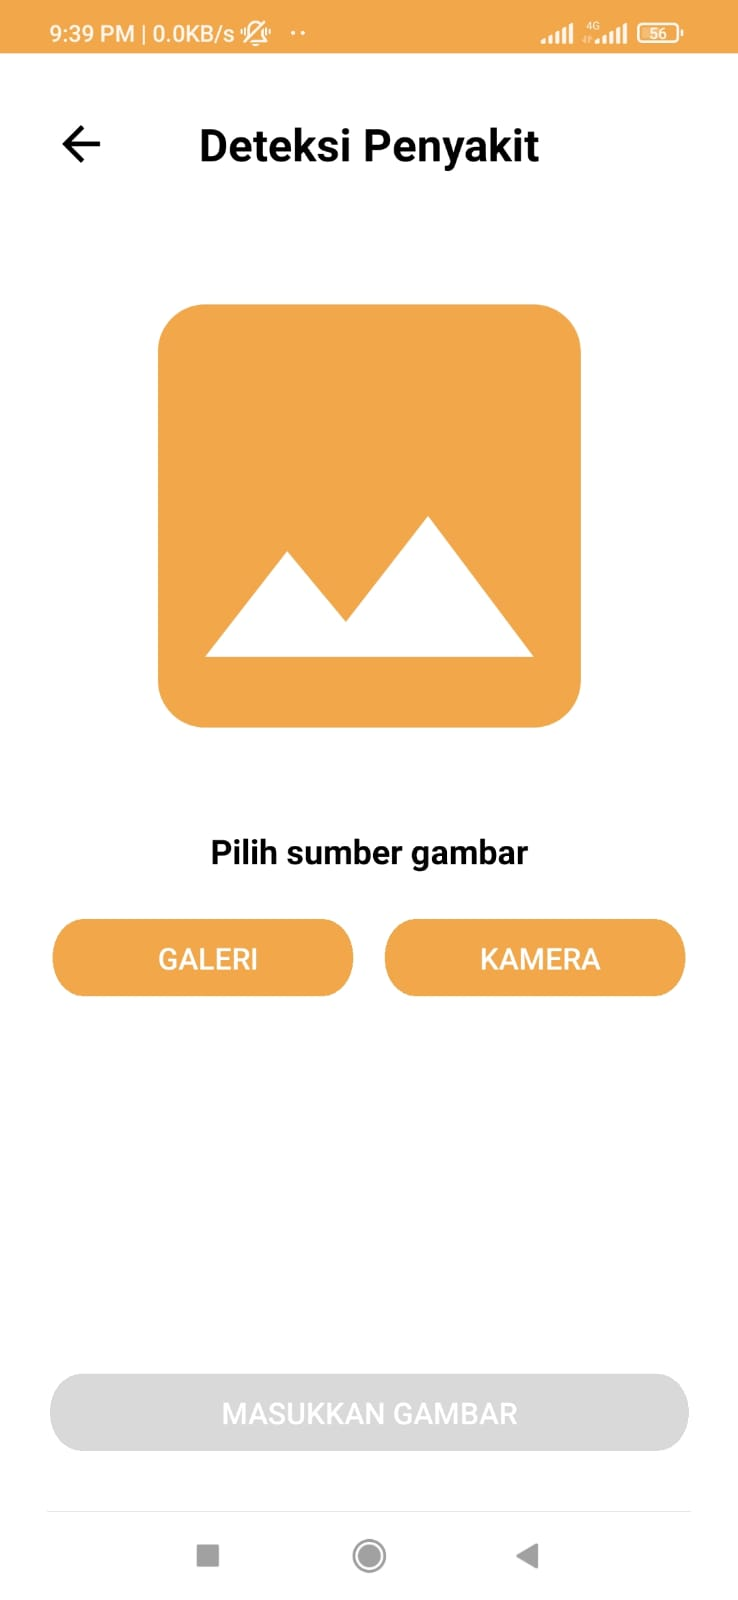 9:39 PM | 0.0KB/s
4G
56
Deteksi Penyakit
Pilih sumber gambar
GALERI
KAMERA
MASUKKAN GAMBAR